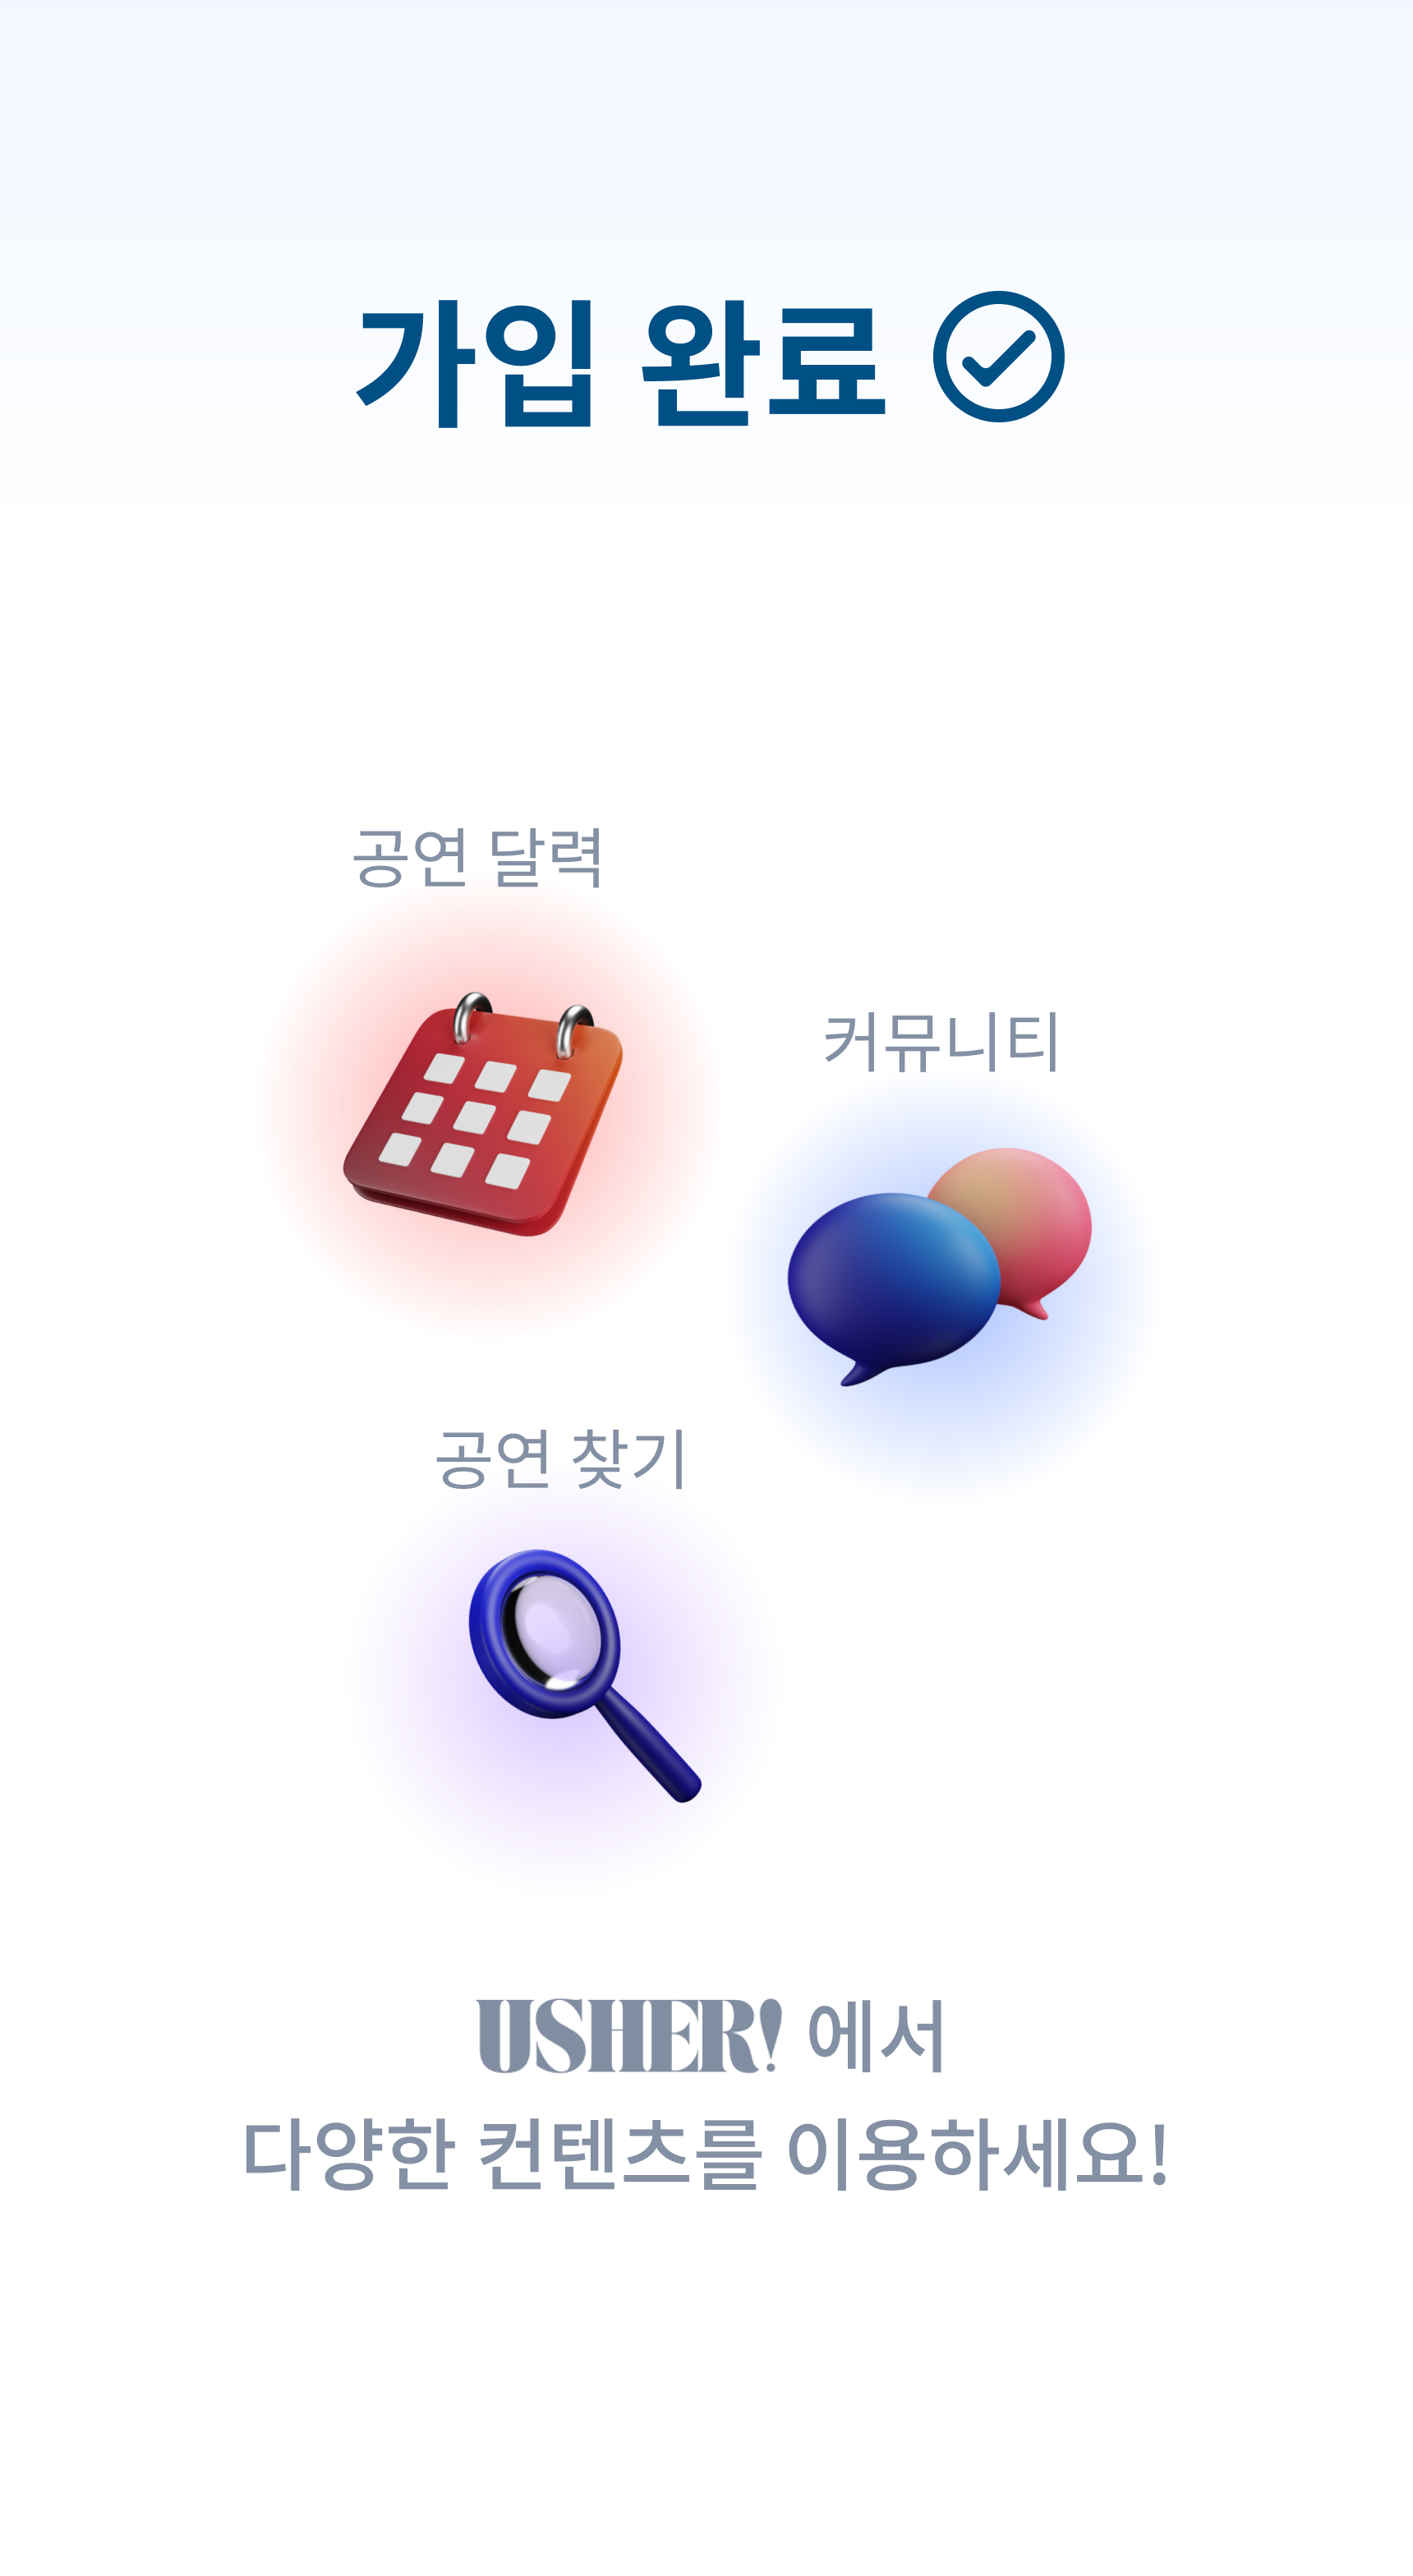 가입 완료
공연 달력
커뮤니티
공연 찾기
USHER! 에서
다양한 컨텐츠를 이용하세요!